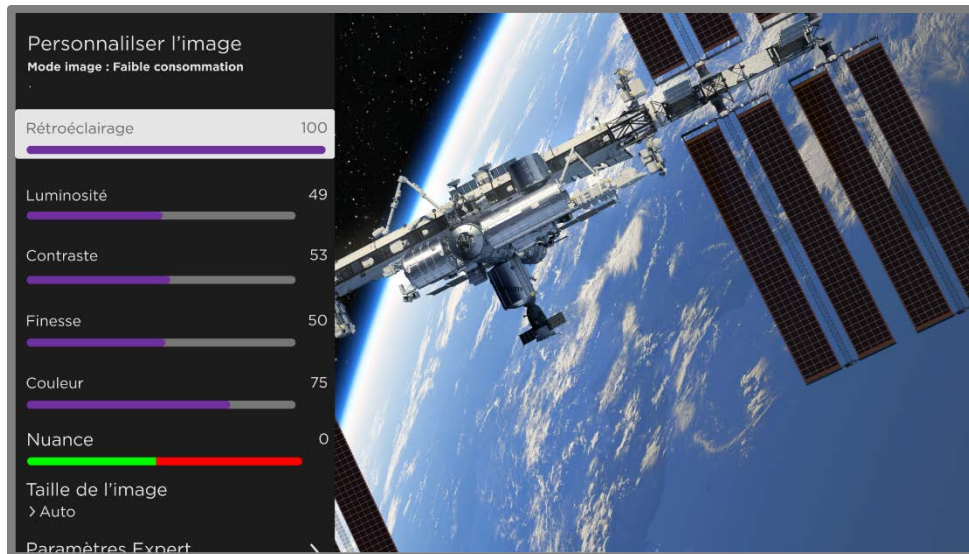 Personnalilser l’image
Mode image : Faible consommation
Rétroéclairage 100
Luminosité 49
Contraste 53
Finesse 50
Couleur 75
Nuance 0
Taille de l’image
> Auto
Paramètres Expert >